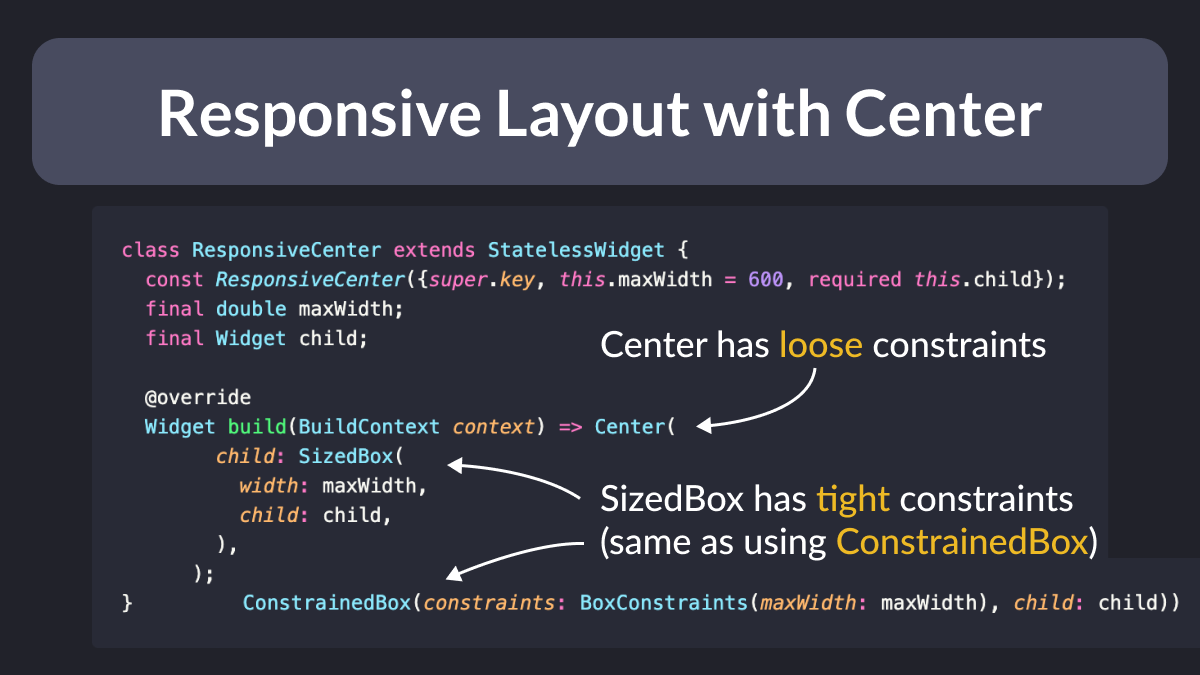 Responsive Layout with Center
class ResponsiveCenter extends StatelessWidget {
  const ResponsiveCenter({super.key, this.maxWidth = 600, required this.child});
  final double maxWidth;
  final Widget child;
Center has loose constraints
  @override
  Widget build(BuildContext context) => Center(
        child: SizedBox(
          width: maxWidth,
SizedBox has tight constraints
          child: child,
(same as using ConstrainedBox)
        ),
      );
}
ConstrainedBox(constraints: BoxConstraints(maxWidth: maxWidth), child: child))